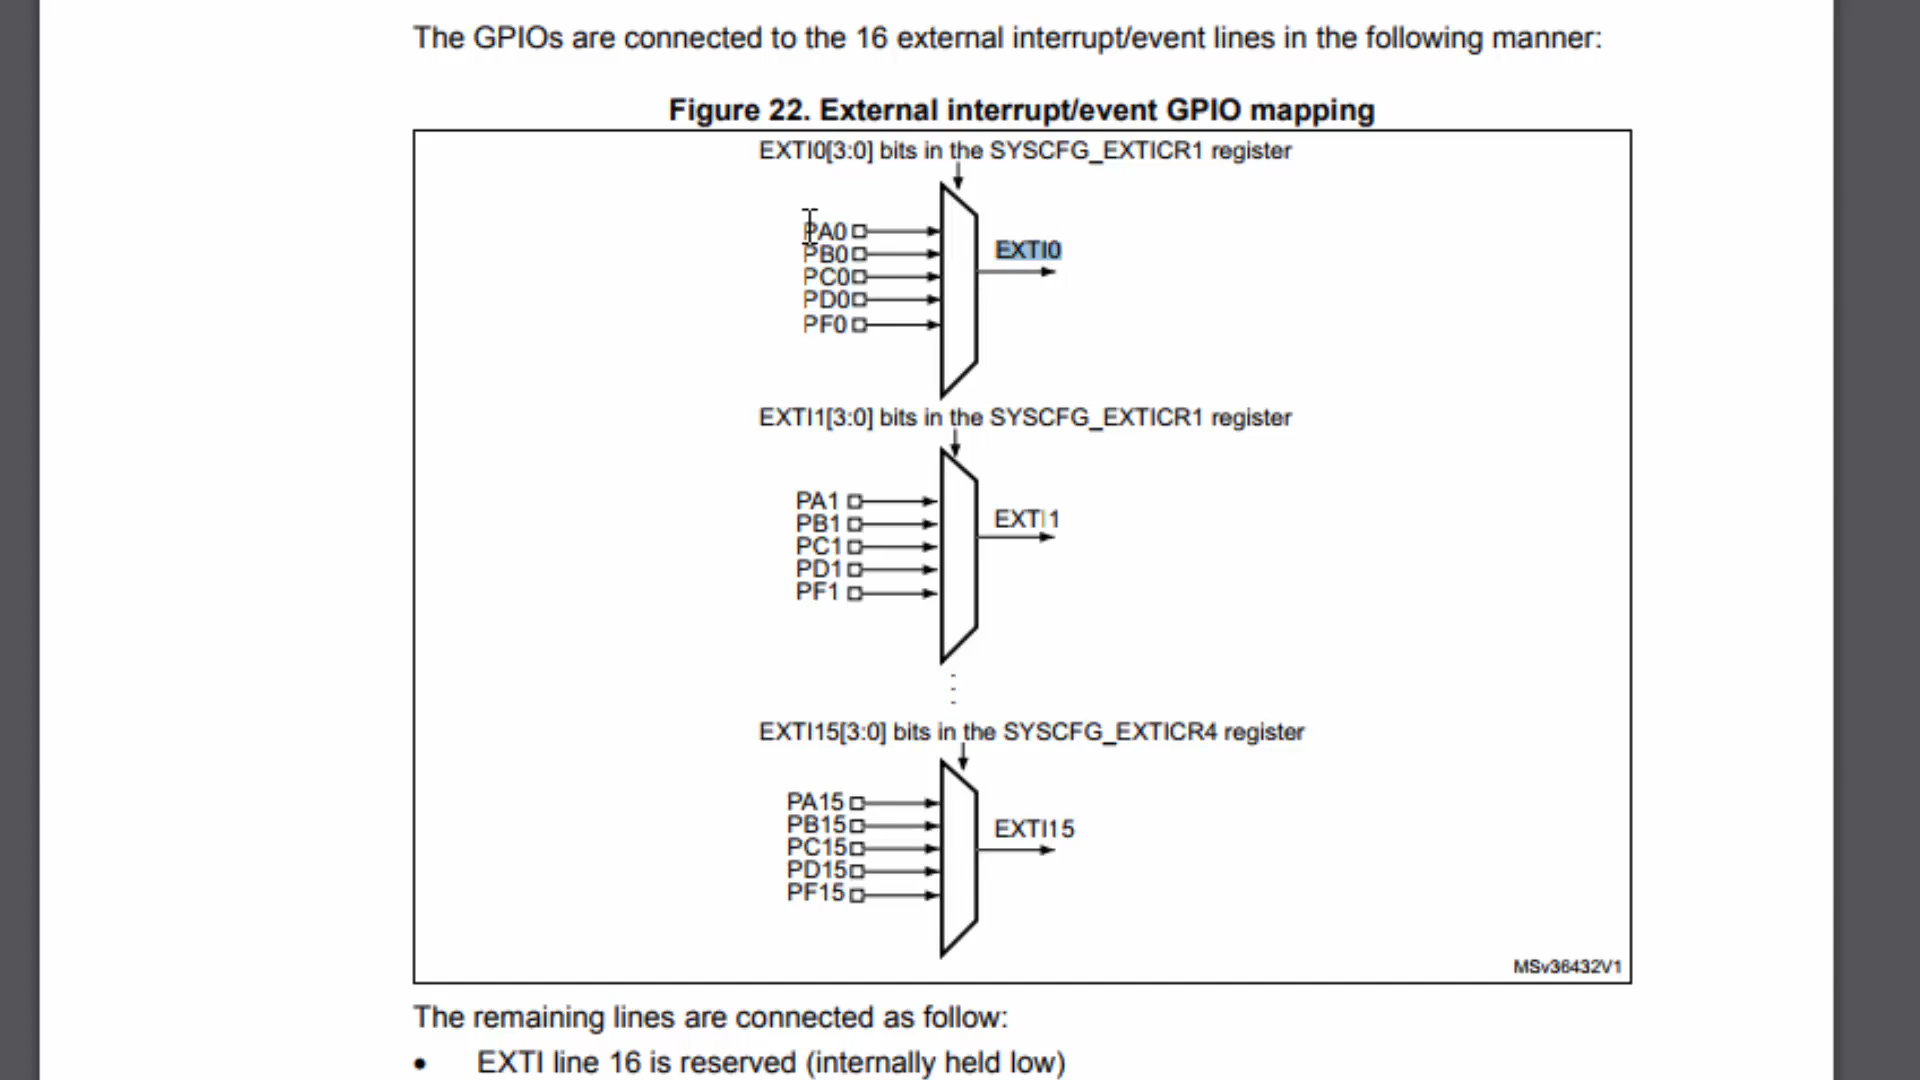 The GPIOs are connected to the 16 external interrupt/event lines in the following manner:
Figure 22. External interrupt/event GPIO mapping
EXTI0[3:0] bits in the SYSCFG_EXTICR1 register
PA0
PB0
PC0
PD0
PF0
EXTI0
EXTI1[3:0] bits in the SYSCFG_EXTICR1 register
PA1
PB1
PC1
PD1
PF1
EXTI1
EXTI15[3:0] bits in the SYSCFG_EXTICR4 register
PA15
PB15
PC15
PD15
PF15
EXTI15
MSv36432V1
The remaining lines are connected as follow:
• EXTI line 16 is reserved (internally held low)